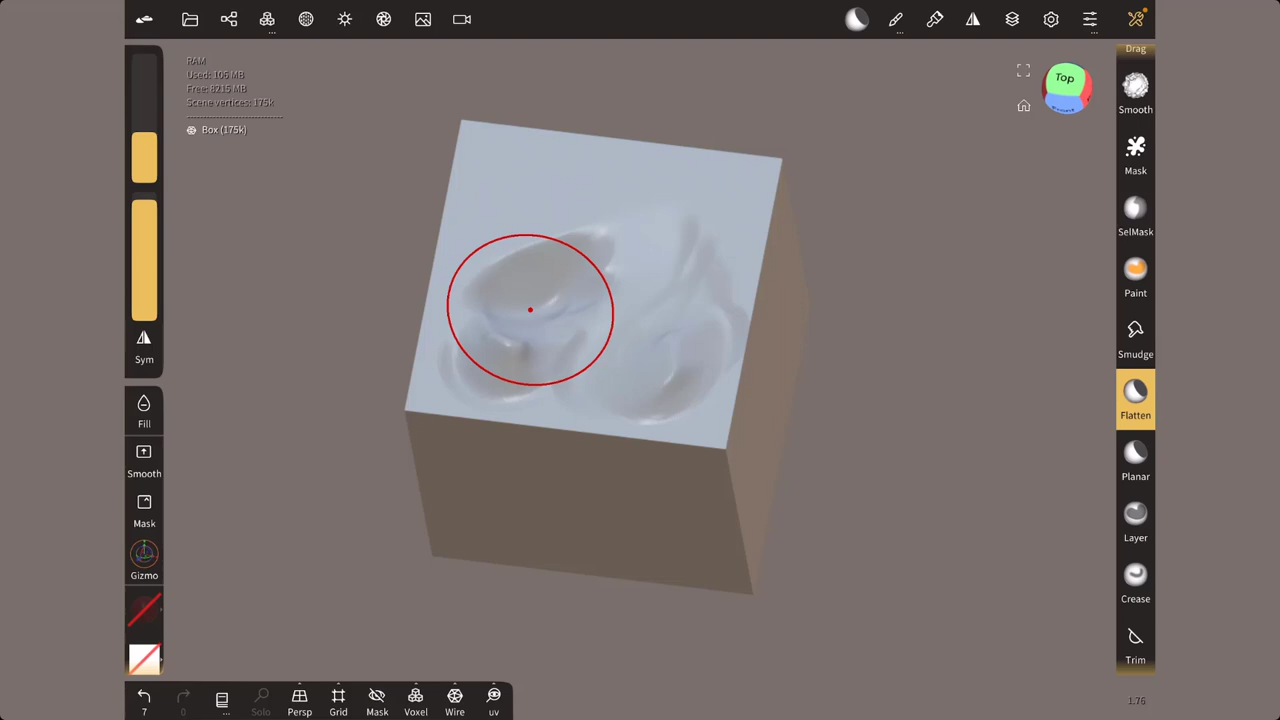 RAM
Used: 105 MB
Free: 8215 MB
Scene vertices: 175k
Box (175k)
Top
Sym
Fill
Smooth
Mask
Gizmo
7
0
...
Solo
Persp
Grid
Mask
Voxel
Wire
uv
Drag
Smooth
Mask
SelMask
Paint
Smudge
Flatten
Planar
Layer
Crease
Trim
1.76